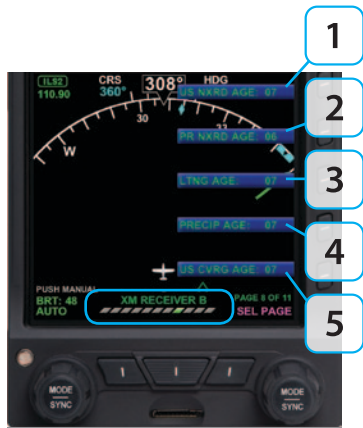 1
ILS2 CRS 308° HDG
110.90 360° US NXRD AGE: 07
2
30 33
PR NXRD AGE: 06
W
3
LTNG AGE: 07
PRECIP AGE: 07
4
US CVRG AGE: 07
5
PUSH MANUAL
BRT: 48 XM RECEIVER B PAGE 8 OF 11
AUTO SEL PAGE
MODE MODE
SYNC SYNC